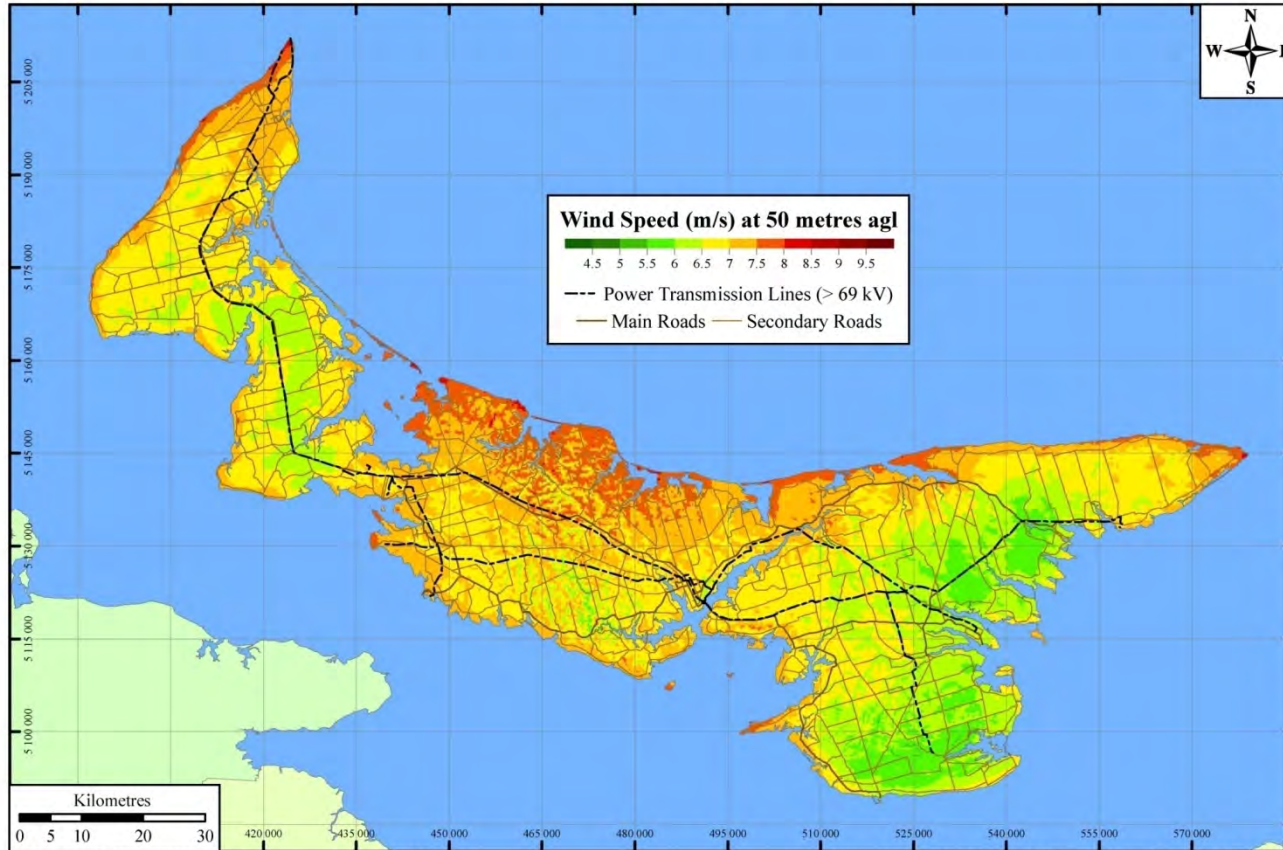 N
W E
S
5 205 000
5 190 000
5 175 000
5 160 000
5 145 000
5 130 000
5 115 000
5 100 000
Wind Speed (m/s) at 50 metres agl
4.5 5 5.5 6 6.5 7 7.5 8 8.5 9 9.5
Power Transmission Lines (> 69 kV)
Main Roads Secondary Roads
Kilometres
0 5 10 20 30
420 000 435 000 450 000 465 000 480 000 495 000 510 000 525 000 540 000 555 000 570 000